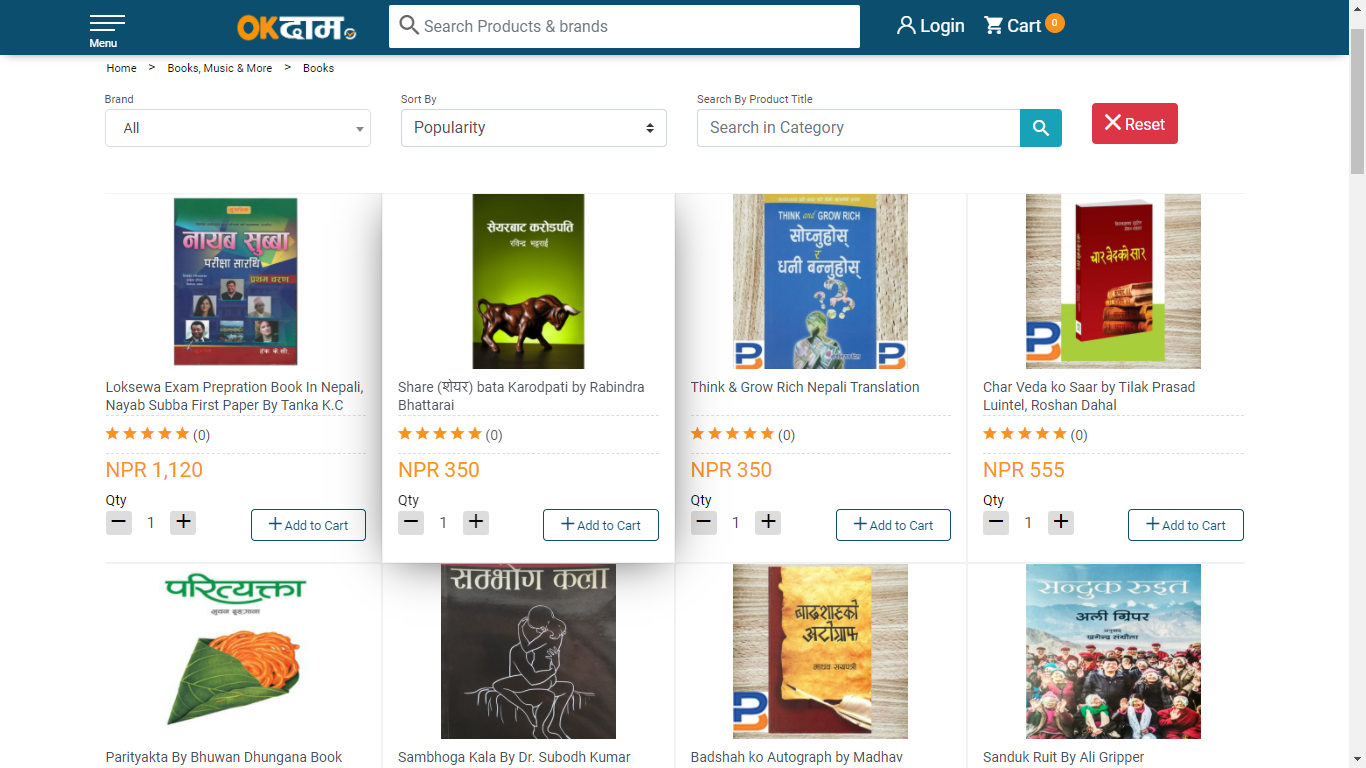 Menu
OKदाम
Search Products & brands
Login
Cart 0
Home > Books, Music & More > Books
Brand
Sort By
Search By Product Title
All
Popularity
Search in Category
Reset
नायब सुब्बा
परीक्षा सारथि
प्रथम चरण
टंक के.सी.
सेयरबाट करोडपति
रविन्द्र भट्टराई
THINK and GROW RICH
सोच्नुहोस्
र
धनी बन्नुहोस्
चार वेदको सार
Loksewa Exam Prepration Book In Nepali,
Nayab Subba First Paper By Tanka K.C
Share (शेयर) bata Karodpati by Rabindra
Bhattarai
Think & Grow Rich Nepali Translation
Char Veda ko Saar by Tilak Prasad
Luintel, Roshan Dahal
(0)
(0)
(0)
(0)
NPR 1,120
NPR 350
NPR 350
NPR 555
Qty
Qty
Qty
Qty
1
Add to Cart
1
Add to Cart
1
Add to Cart
1
Add to Cart
परित्यक्ता
भुवन ढुङ्गाना
सम्भोग कला
बादशाहको
अटोग्राफ
सन्दुक रुइत
अली ग्रिपर
अनुवाद
Parityakta By Bhuwan Dhungana Book
Sambhoga Kala By Dr. Subodh Kumar
Badshah ko Autograph by Madhav
Sanduk Ruit By Ali Gripper